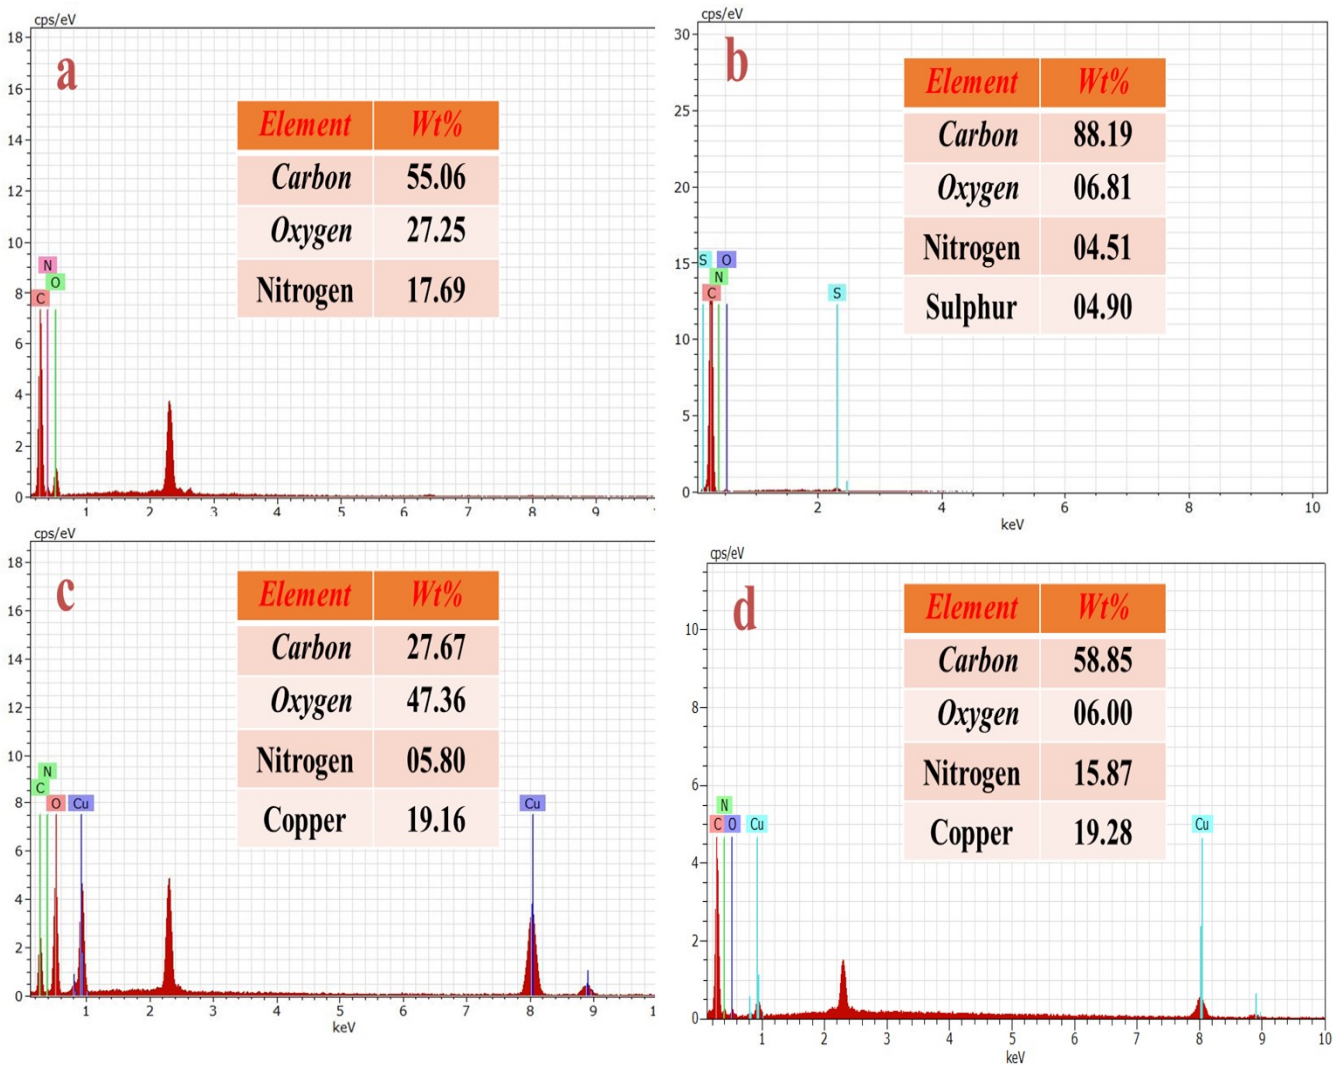 cps/eV
a
18
16
14
12
10
8
6
4
2
0
Element Wt%
Carbon 55.06
Oxygen 27.25
Nitrogen 17.69
N
O
C
1 2 3 4 5 6 7 8 9
cps/eV
b
30
25
20
15
10
5
0
Element Wt%
Carbon 88.19
Oxygen 06.81
Nitrogen 04.51
Sulphur 04.90
S O
N
C S
2 4 6 8 10
keV
cps/eV
c
18
16
14
12
10
8
6
4
2
0
Element Wt%
Carbon 27.67
Oxygen 47.36
Nitrogen 05.80
Copper 19.16
N
C
O Cu Cu
1 2 3 4 5 6 7 8 9
keV
cps/eV
d
10
8
6
4
2
0
Element Wt%
Carbon 58.85
Oxygen 06.00
Nitrogen 15.87
Copper 19.28
N
C O Cu Cu
1 2 3 4 5 6 7 8 9 10
keV